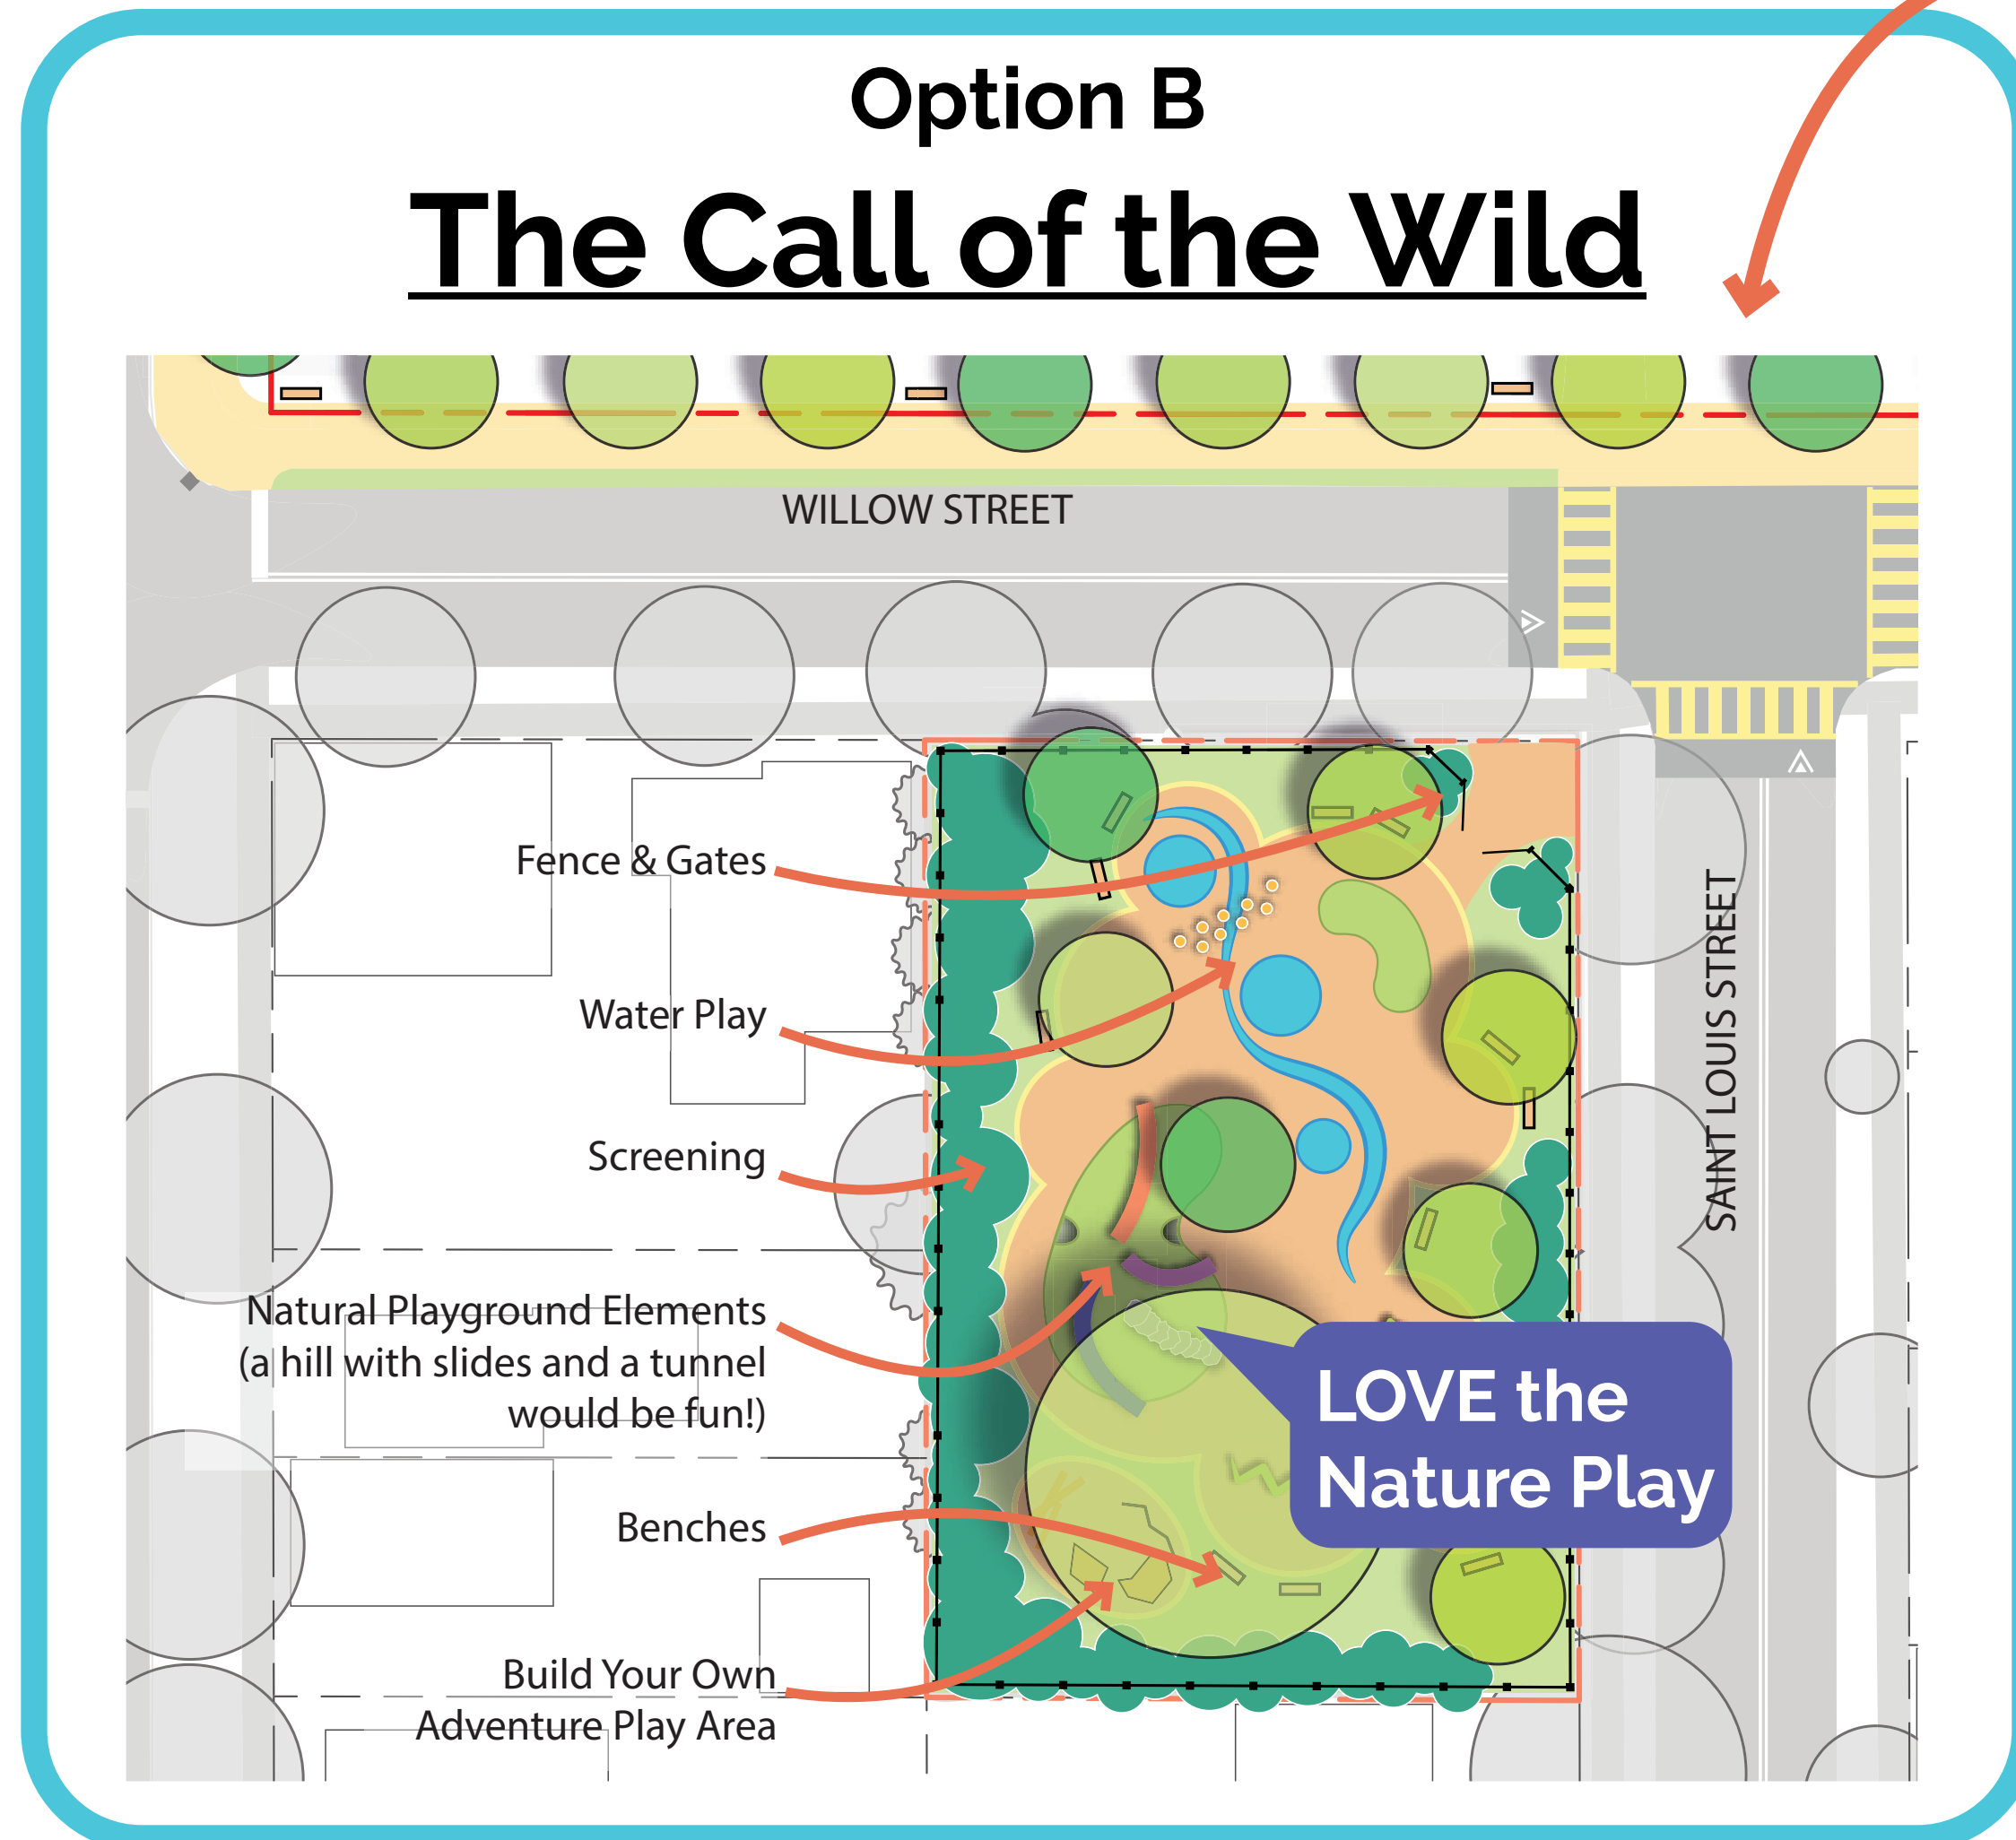 Option B
The Call of the Wild
WILLOW STREET
Fence & Gates
Water Play
SAINT LOUIS STREET
Screening
Natural Playground Elements
(a hill with slides and a tunnel
would be fun!)
LOVE the
Nature Play
Benches
Build Your Own
Adventure Play Area